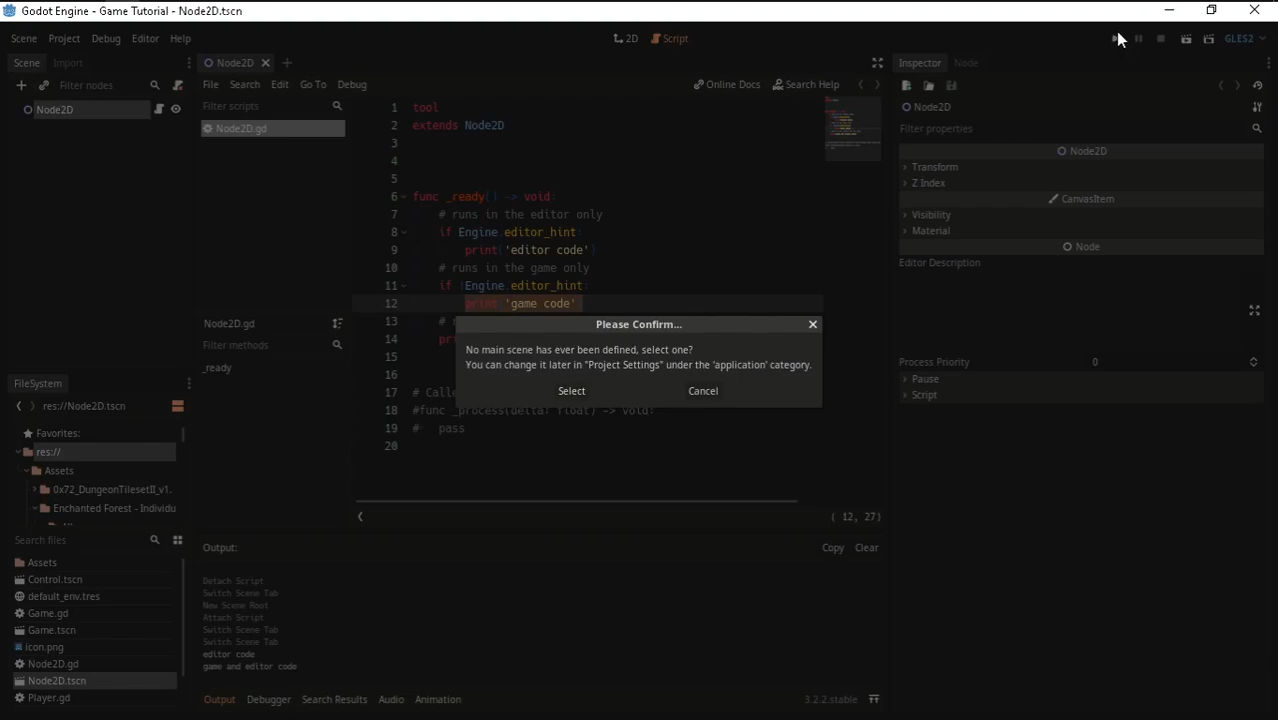 Godot Engine - Game Tutorial - Node2D.tscn
Scene Project Debug Editor Help
2D Script
GLES2
Scene Import
Filter nodes
Node2D
Node2D
File Search Edit Go To Debug
Online Docs Search Help
Filter scripts
Node2D.gd
Node2D.gd
Filter methods
_ready
1 tool
2 extends Node2D
3
4
5
6 func _ready() -> void:
7 # runs in the editor only
8 if Engine.editor_hint:
9 print('editor code')
10 # runs in the game only
11 if !Engine.editor_hint:
12 print('game code'
13 #
14
15
16
17 # Calle
18 #func _process(delta: float) -> void:
19 # pass
20
( 12, 27)
Please Confirm...
No main scene has ever been defined, select one?
You can change it later in "Project Settings" under the 'application' category.
Select Cancel
FileSystem
res://Node2D.tscn
Favorites:
res://
Assets
0x72_DungeonTilesetII_v1.
Enchanted Forest - Individu
Search files
Assets
Control.tscn
default_env.tres
Game.gd
Game.tscn
icon.png
Node2D.gd
Node2D.tscn
Player.gd
Output:
Copy Clear
Detach Script
Switch Scene Tab
New Scene Root
Attach Script
Switch Scene Tab
Switch Scene Tab
editor code
game and editor code
Output Debugger Search Results Audio Animation
3.2.2.stable
Inspector Node
Node2D
Filter properties
Node2D
Transform
Z Index
CanvasItem
Visibility
Material
Node
Editor Description
Process Priority 0
Pause
Script